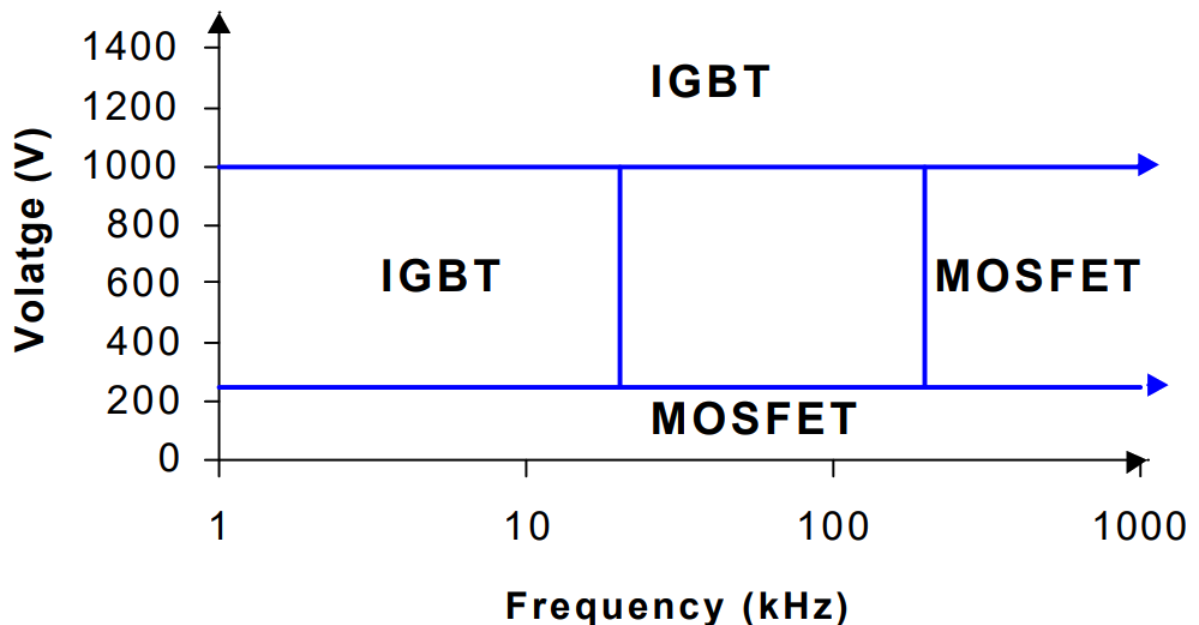 1400
IGBT
1200
Volatge (V)
1000
800
IGBT
MOSFET
600
400
200
MOSFET
0
1
10
100
1000
Frequency (kHz)